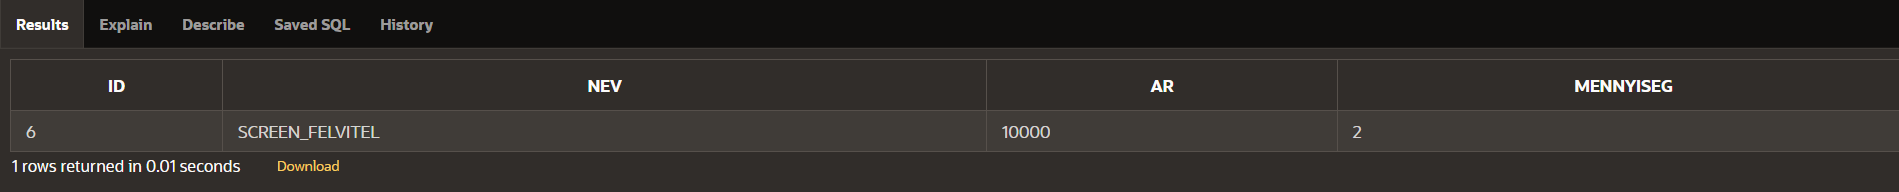 Results Explain Describe Saved SQL History
ID NEV AR MENNYISEG
6 SCREEN_FELVITEL 10000 2
1 rows returned in 0.01 seconds Download